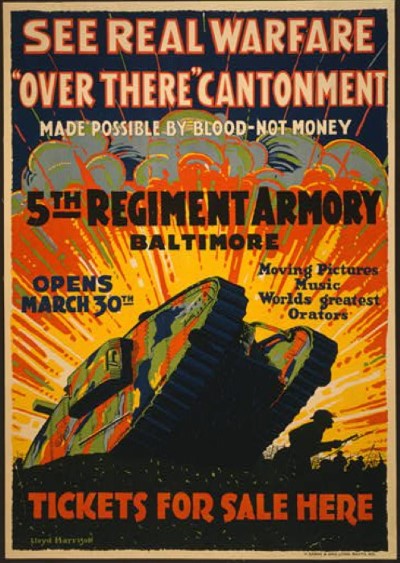 SEE REAL WARFARE
"OVER THERE" CANTONMENT
MADE POSSIBLE BY BLOOD-NOT MONEY
5TH REGIMENT ARMORY
BALTIMORE
OPENS
MARCH 30TH
Moving Pictures
Music
Worlds greatest
Orators
TICKETS FOR SALE HERE
Lloyd Harrison